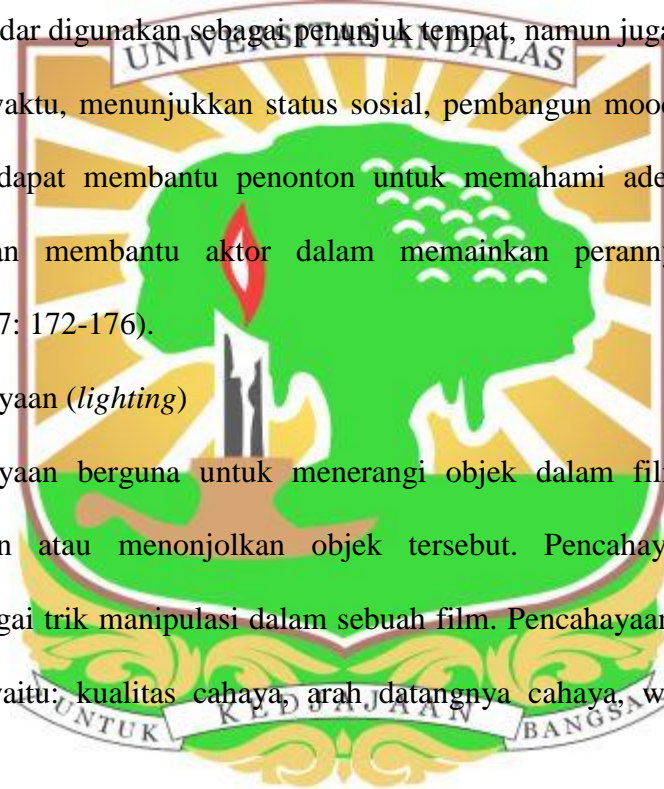 dar digunakan sebagai penunjuk tempat, namun juga
UNIVERSITAS ANDALAS
waktu, menunjukkan status sosial, pembangun mood
dapat membantu penonton untuk memahami ade
an membantu aktor dalam memainkan perann
7: 172-176).
yaan (lighting)
yaan berguna untuk menerangi objek dalam fil
n atau menonjolkan objek tersebut. Pencahay
gai trik manipulasi dalam sebuah film. Pencahayaan
yaitu: kualitas cahaya, arah datangnya cahaya, w
UNTUK KEDJAJAAN BANGSA